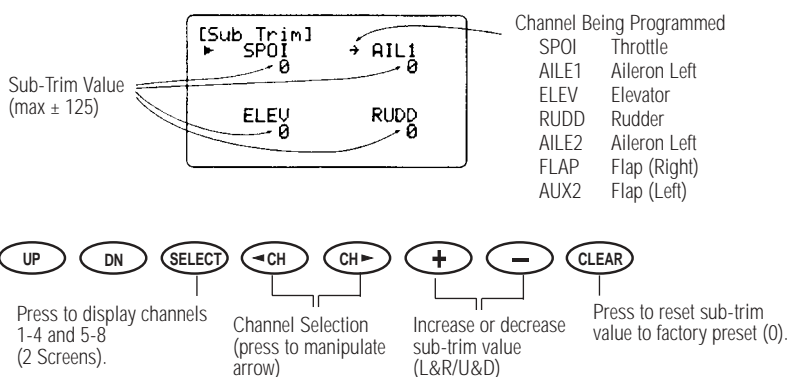 Channel Being Programmed
SPOI Throttle
AILE1 Aileron Left
ELEV Elevator
RUDD Rudder
AILE2 Aileron Left
FLAP Flap (Right)
AUX2 Flap (Left)
[Sub Trim]
► SPOI → AIL1
0 0
ELEV RUDD
0 0
Sub-Trim Value
(max ± 125)
UP DN SELECT ◄CH CH► + – CLEAR
Press to display channels
1-4 and 5-8
(2 Screens).
Channel Selection
(press to manipulate
arrow)
Increase or decrease
sub-trim value
(L&R/U&D)
Press to reset sub-trim
value to factory preset (0).